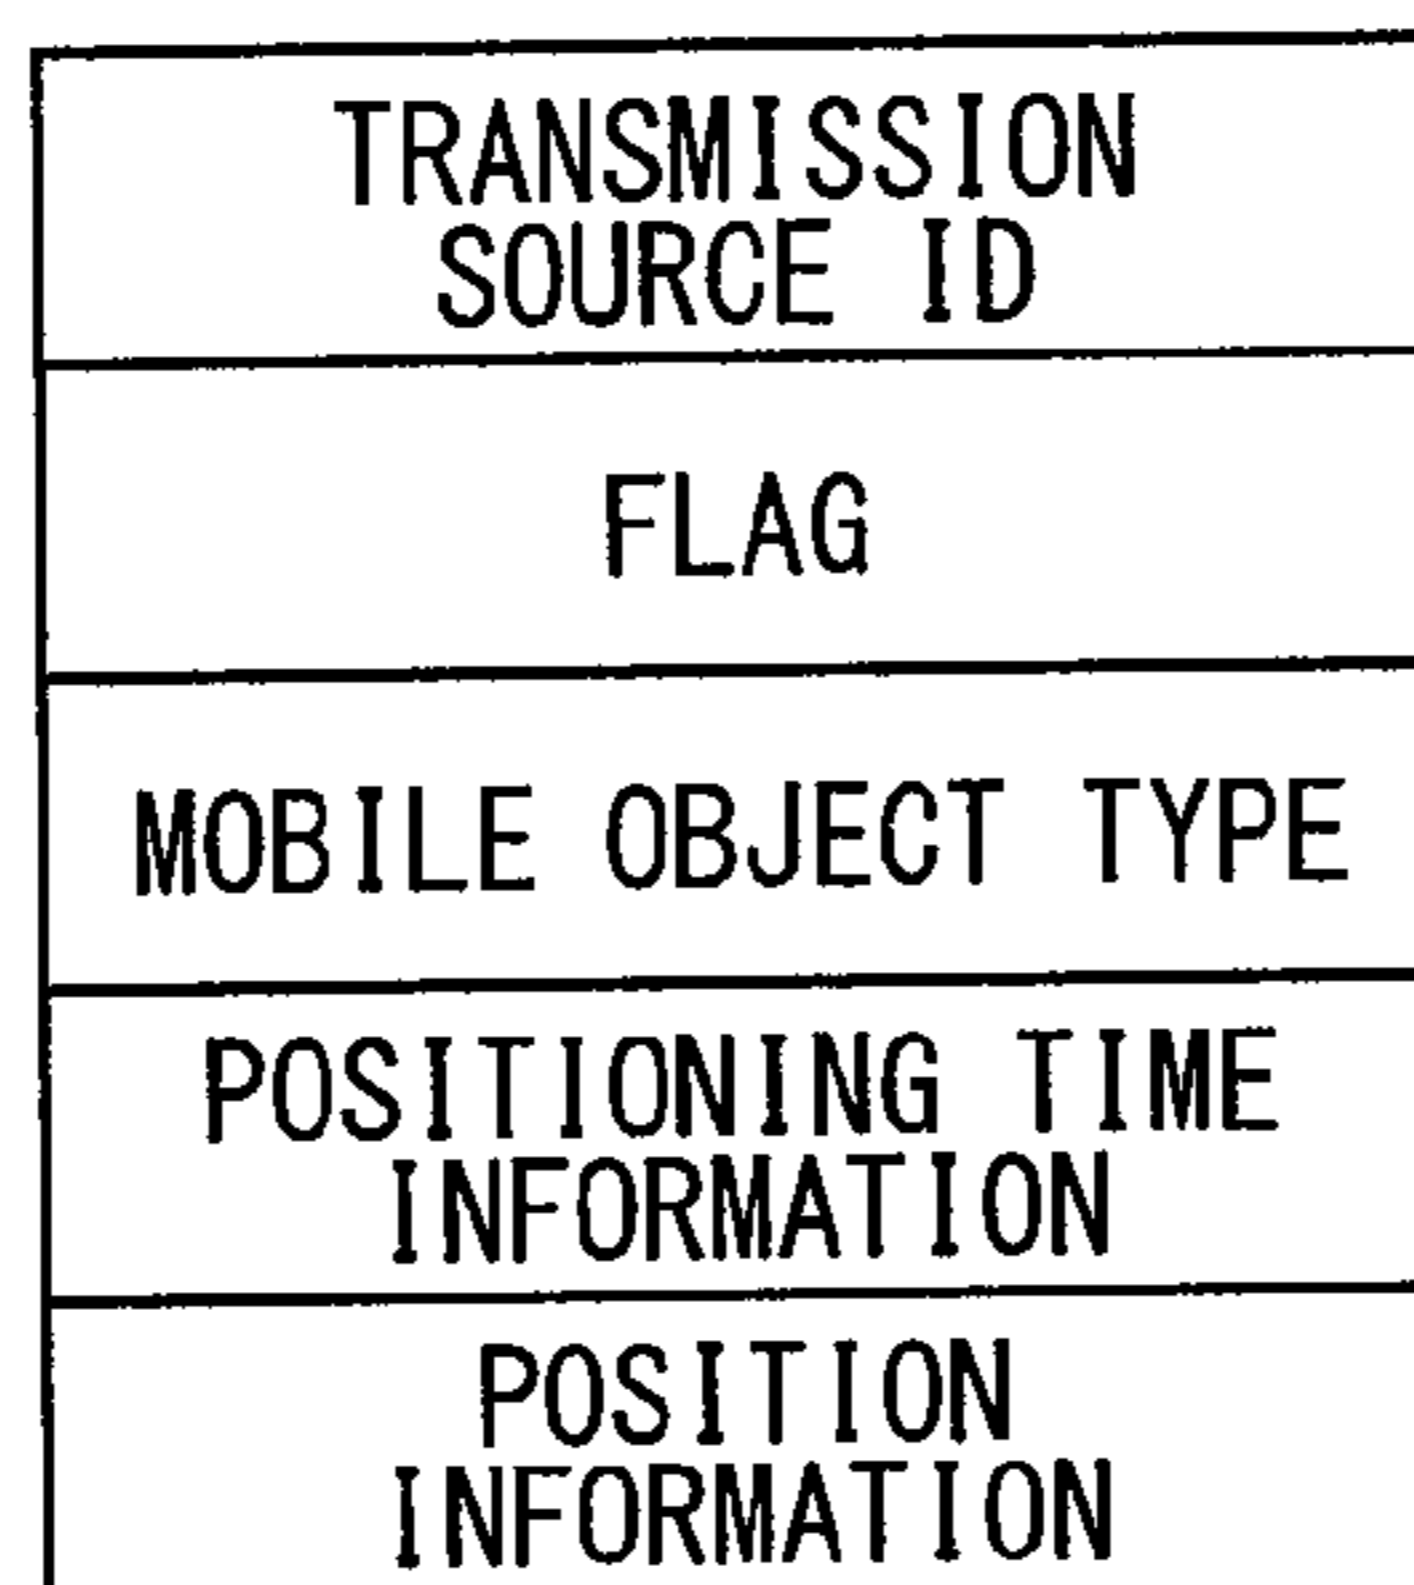 TRANSMISSION
SOURCE ID
FLAG
MOBILE OBJECT TYPE
POSITIONING TIME
INFORMATION
POSITION
INFORMATION